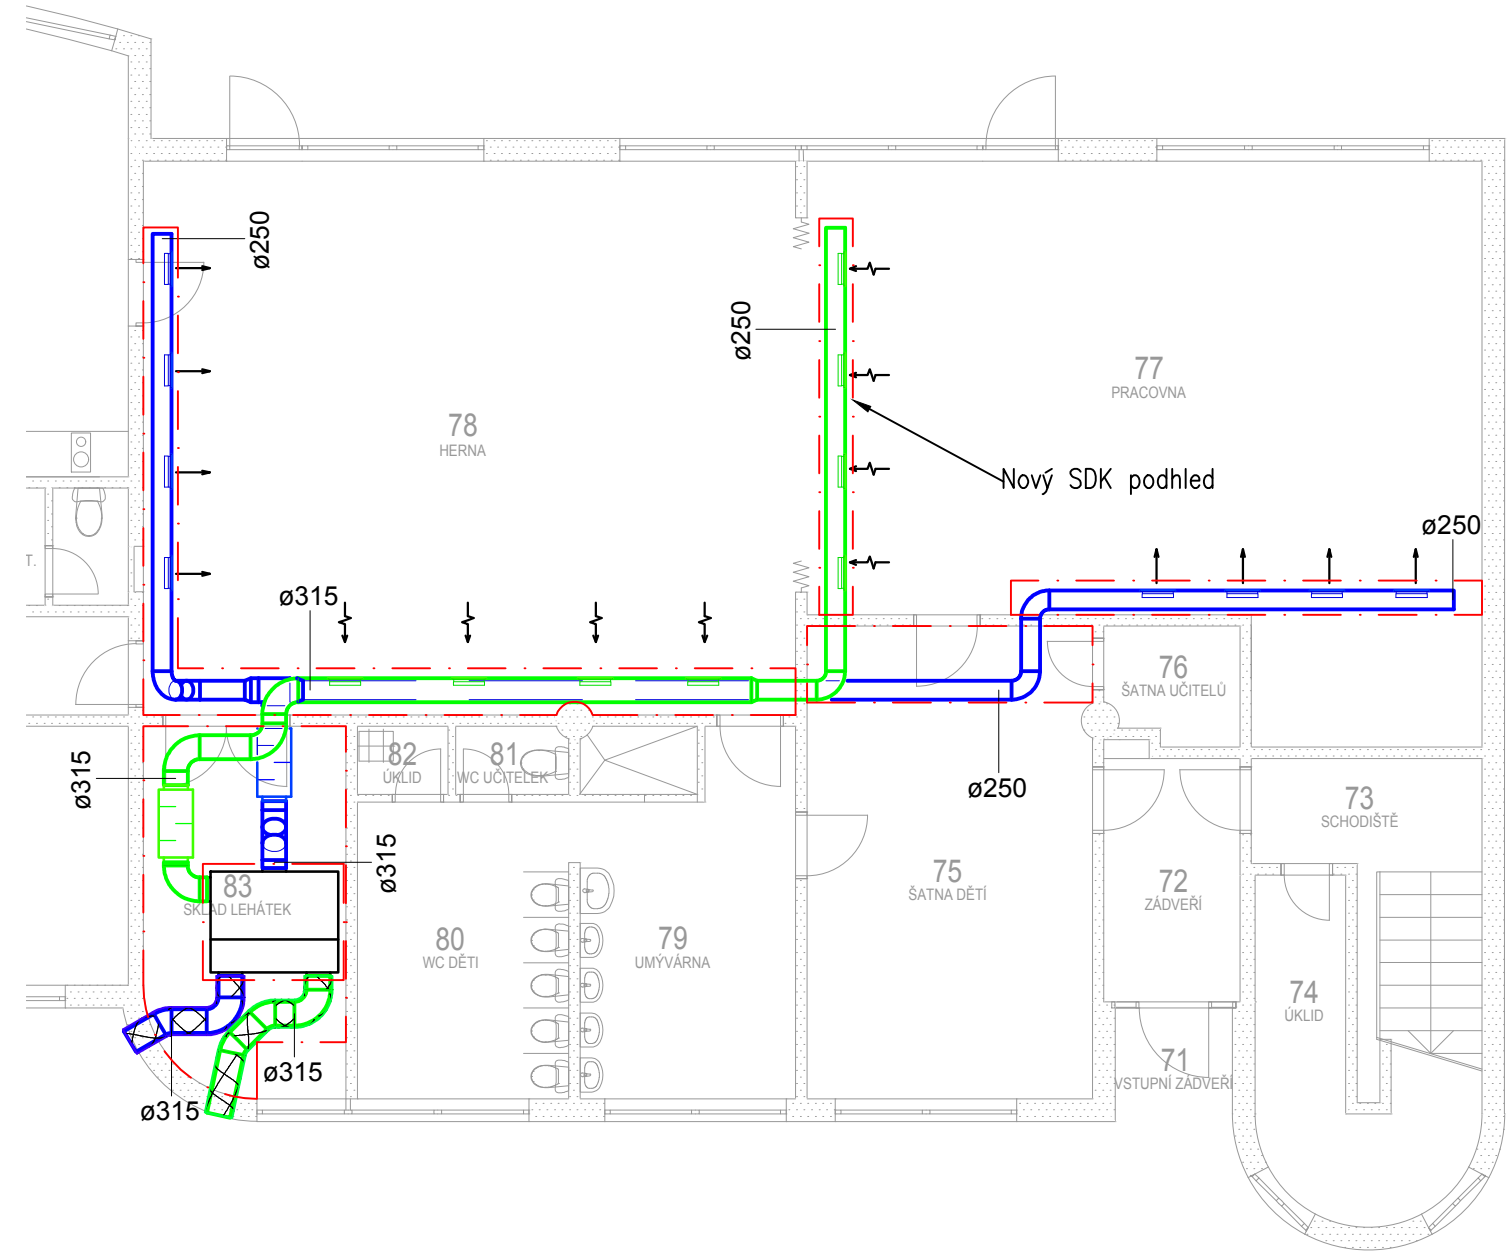 ø250
ø250
77
PRACOVNA
78
HERNA
Nový SDK podhled
ø250
T.
ø315
76
ŠATNA UČITELŮ
82
ÚKLID
81
WC UČITELEK
ø315
ø250
73
SCHODIŠTĚ
ø315
83
SKLAD LEHÁTEK
75
ŠATNA DĚTÍ
72
ZÁDVEŘÍ
80
WC DĚTI
79
UMÝVÁRNA
74
ÚKLID
71
VSTUPNÍ ZÁDVEŘÍ
ø315
ø315